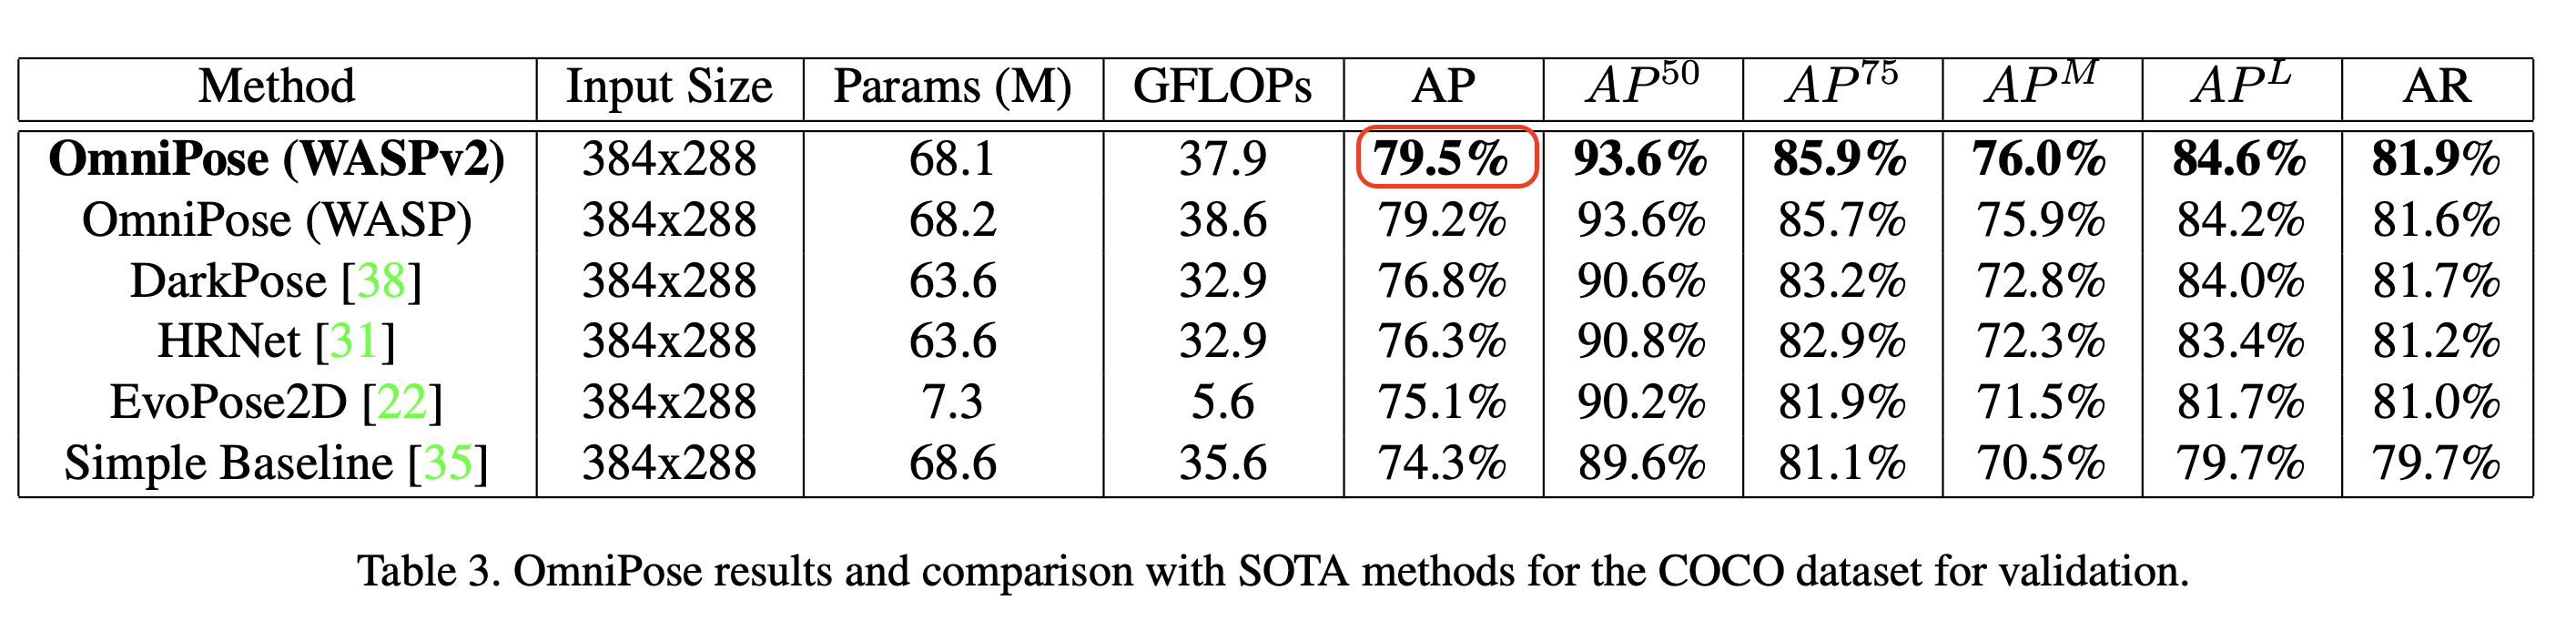 Method Input Size Params (M) GFLOPs AP AP^50 AP^75 AP^M AP^L AR
OmniPose (WASPv2) 384x288 68.1 37.9 79.5% 93.6% 85.9% 76.0% 84.6% 81.9%
OmniPose (WASP) 384x288 68.2 38.6 79.2% 93.6% 85.7% 75.9% 84.2% 81.6%
DarkPose [38] 384x288 63.6 32.9 76.8% 90.6% 83.2% 72.8% 84.0% 81.7%
HRNet [31] 384x288 63.6 32.9 76.3% 90.8% 82.9% 72.3% 83.4% 81.2%
EvoPose2D [22] 384x288 7.3 5.6 75.1% 90.2% 81.9% 71.5% 81.7% 81.0%
Simple Baseline [35] 384x288 68.6 35.6 74.3% 89.6% 81.1% 70.5% 79.7% 79.7%
Table 3. OmniPose results and comparison with SOTA methods for the COCO dataset for validation.